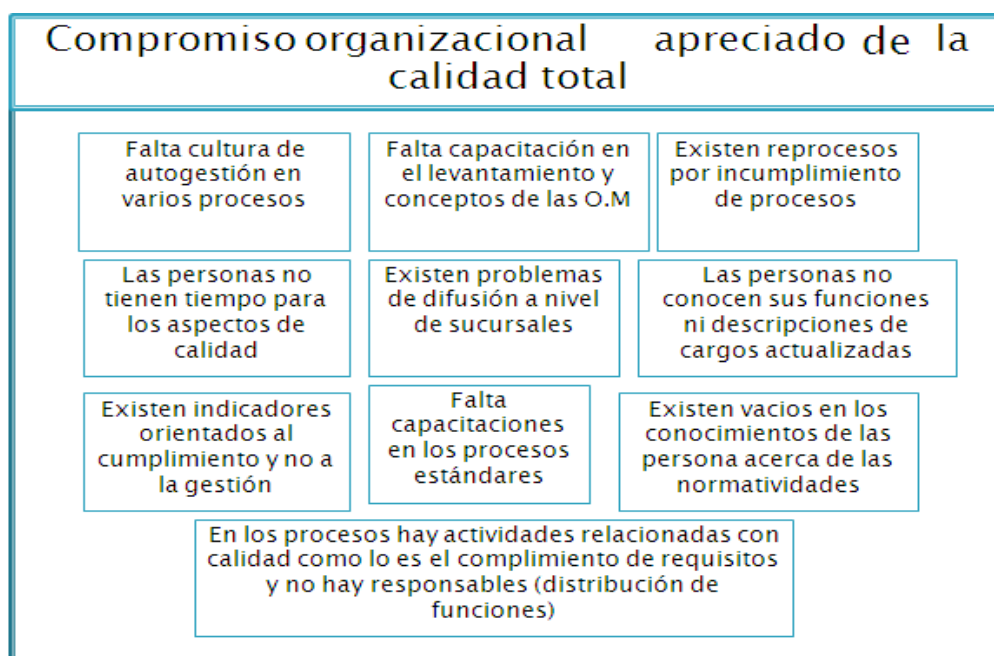 Compromiso organizacional apreciado de la
calidad total
Falta cultura de
autogestión en
varios procesos
Falta capacitación en
el levantamiento y
conceptos de las O.M
Existen reprocesos
por incumplimiento
de procesos
Las personas no
tienen tiempo para
los aspectos de
calidad
Existen problemas
de difusión a nivel
de sucursales
Las personas no
conocen sus funciones
ni descripciones de
cargos actualizadas
Existen indicadores
orientados al
cumplimiento y no a
la gestión
Falta
capacitaciones
en los procesos
estándares
Existen vacios en los
conocimientos de las
persona acerca de las
normatividades
En los procesos hay actividades relacionadas con
calidad como lo es el complimiento de requisitos
y no hay responsables (distribución de
funciones)